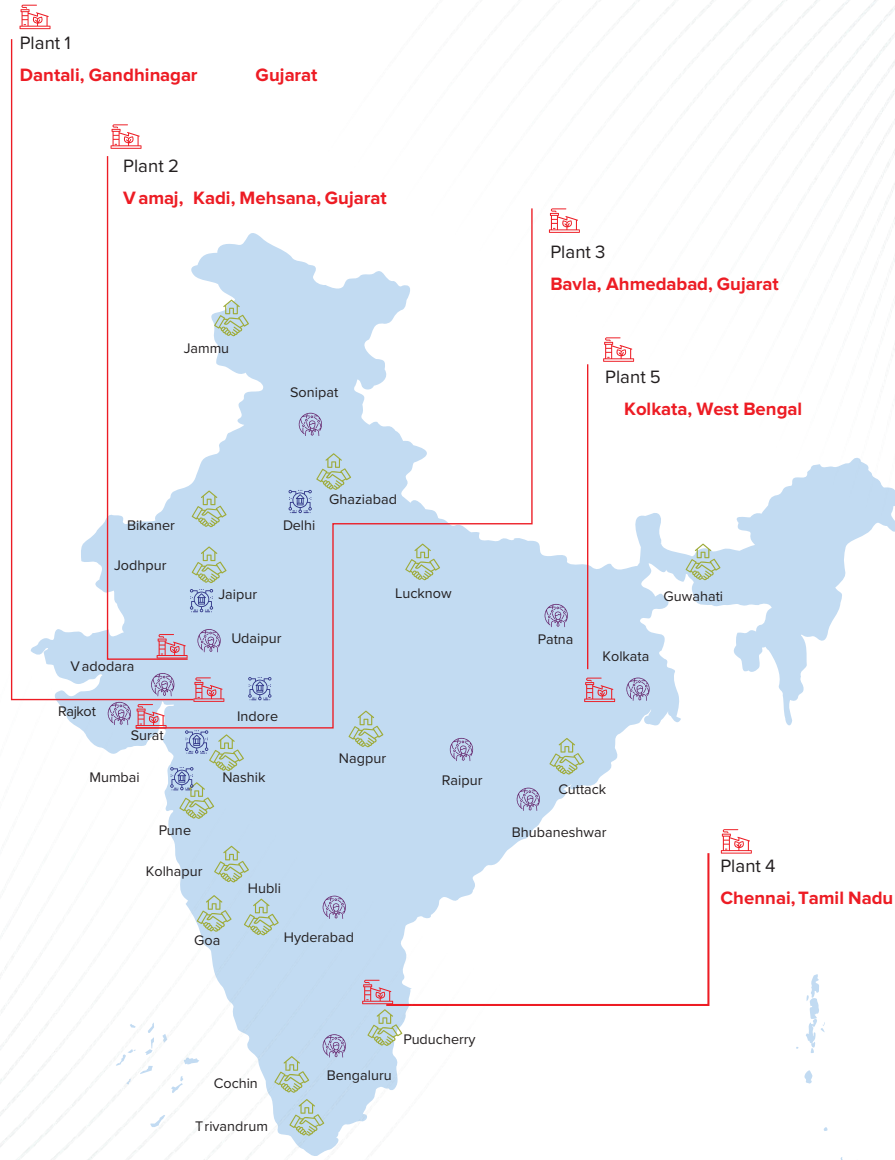 Plant 1
Dantali, Gandhinagar Gujarat
Plant 2
Vamaj, Kadi, Mehsana, Gujarat
Plant 3
Bavla, Ahmedabad, Gujarat
Plant 5
Kolkata, West Bengal
Jammu
Sonipat
Ghaziabad
Bikaner
Delhi
Jodhpur
Jaipur
Lucknow
Guwahati
Udaipur
Patna
Vadodara
Kolkata
Rajkot
Indore
Surat
Mumbai
Nashik
Nagpur
Raipur
Cuttack
Pune
Bhubaneshwar
Kolhapur
Hubli
Goa
Hyderabad
Plant 4
Chennai, Tamil Nadu
Puducherry
Bengaluru
Cochin
Trivandrum